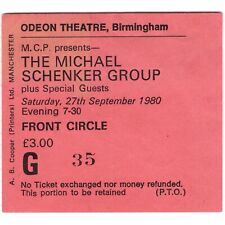 ODEON THEATRE, Birmingham
M.C.P. presents—
THE MICHAEL
SCHENKER GROUP
plus Special Guests
Saturday, 27th September 1980
Evening 7-30
FRONT CIRCLE
£3.00
G 35
No Ticket exchanged nor money refunded.
This portion to be retained (P.T.O.)
A. B. Cooper (Printers) Ltd. MANCHESTER